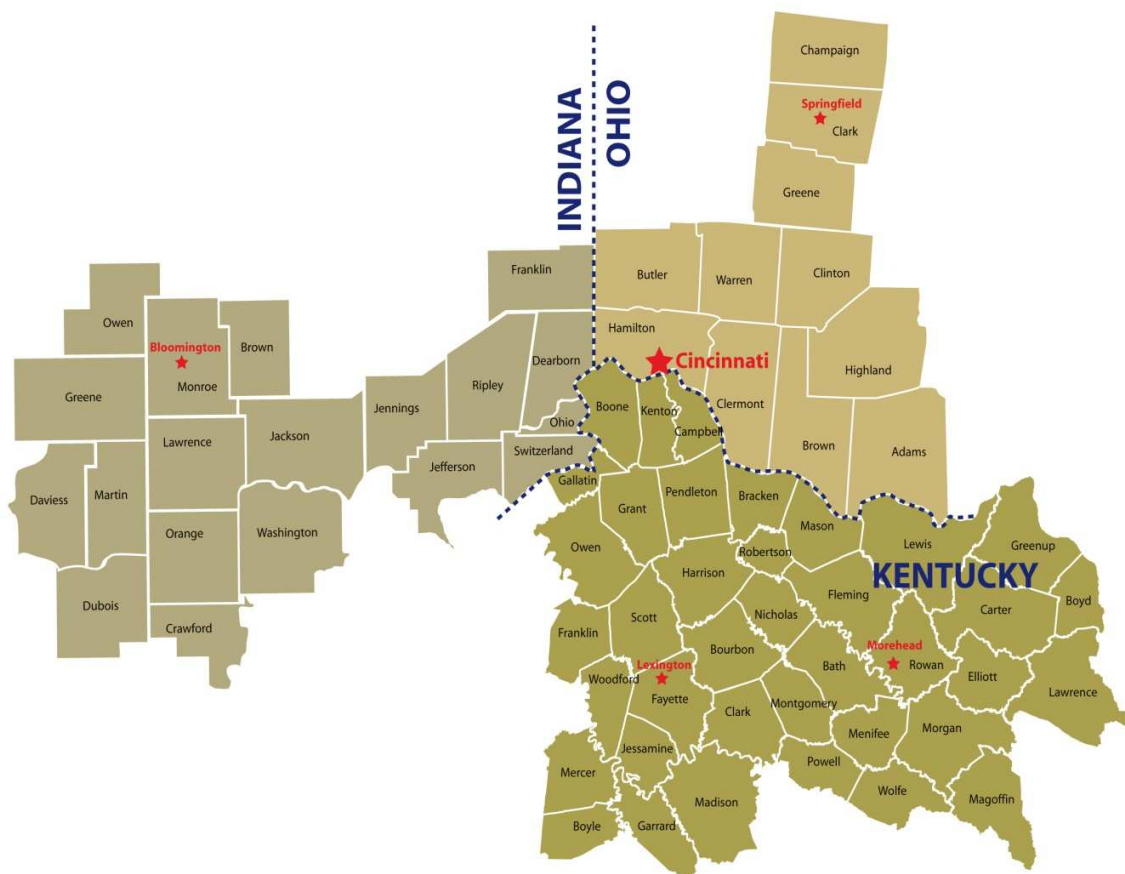 Champaign
Springfield
Clark
Greene
INDIANA
OHIO
Franklin
Butler
Warren
Clinton
Owen
Bloomington
Brown
Monroe
Greene
Hamilton
Cincinnati
Dearborn
Ripley
Highland
Jennings
Boone
Kenton
Clermont
Campbell
Ohio
Lawrence
Jackson
Brown
Adams
Switzerland
Jefferson
Gallatin
Pendleton
Bracken
Daviess
Martin
Grant
Mason
Orange
Washington
Owen
Robertson
Lewis
Greenup
KENTUCKY
Harrison
Fleming
Boyd
Dubois
Nicholas
Carter
Scott
Crawford
Franklin
Bourbon
Morehead
Bath
Rowan
Lexington
Woodford
Elliott
Lawrence
Fayette
Clark
Montgomery
Morgan
Menifee
Jessamine
Powell
Mercer
Wolfe
Magoffin
Madison
Boyle
Garrard